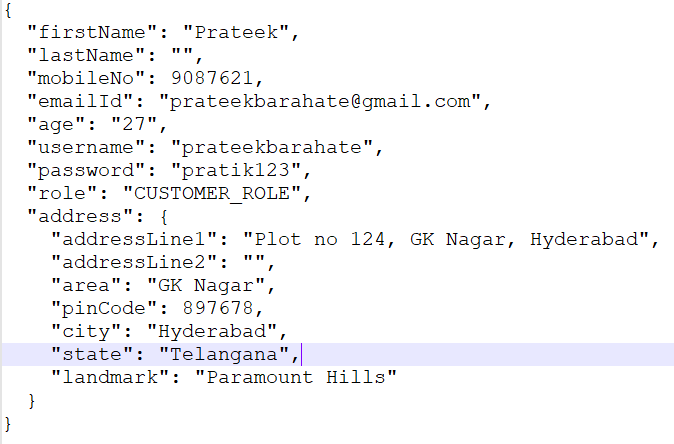 {
  "firstName": "Prateek",
  "lastName": "",
  "mobileNo": 9087621,
  "emailId": "prateekbarahate@gmail.com",
  "age": "27",
  "username": "prateekbarahate",
  "password": "pratik123",
  "role": "CUSTOMER_ROLE",
  "address": {
    "addressLine1": "Plot no 124, GK Nagar, Hyderabad",
    "addressLine2": "",
    "area": "GK Nagar",
    "pinCode": 897678,
    "city": "Hyderabad",
    "state": "Telangana",
    "landmark": "Paramount Hills"
  }
}